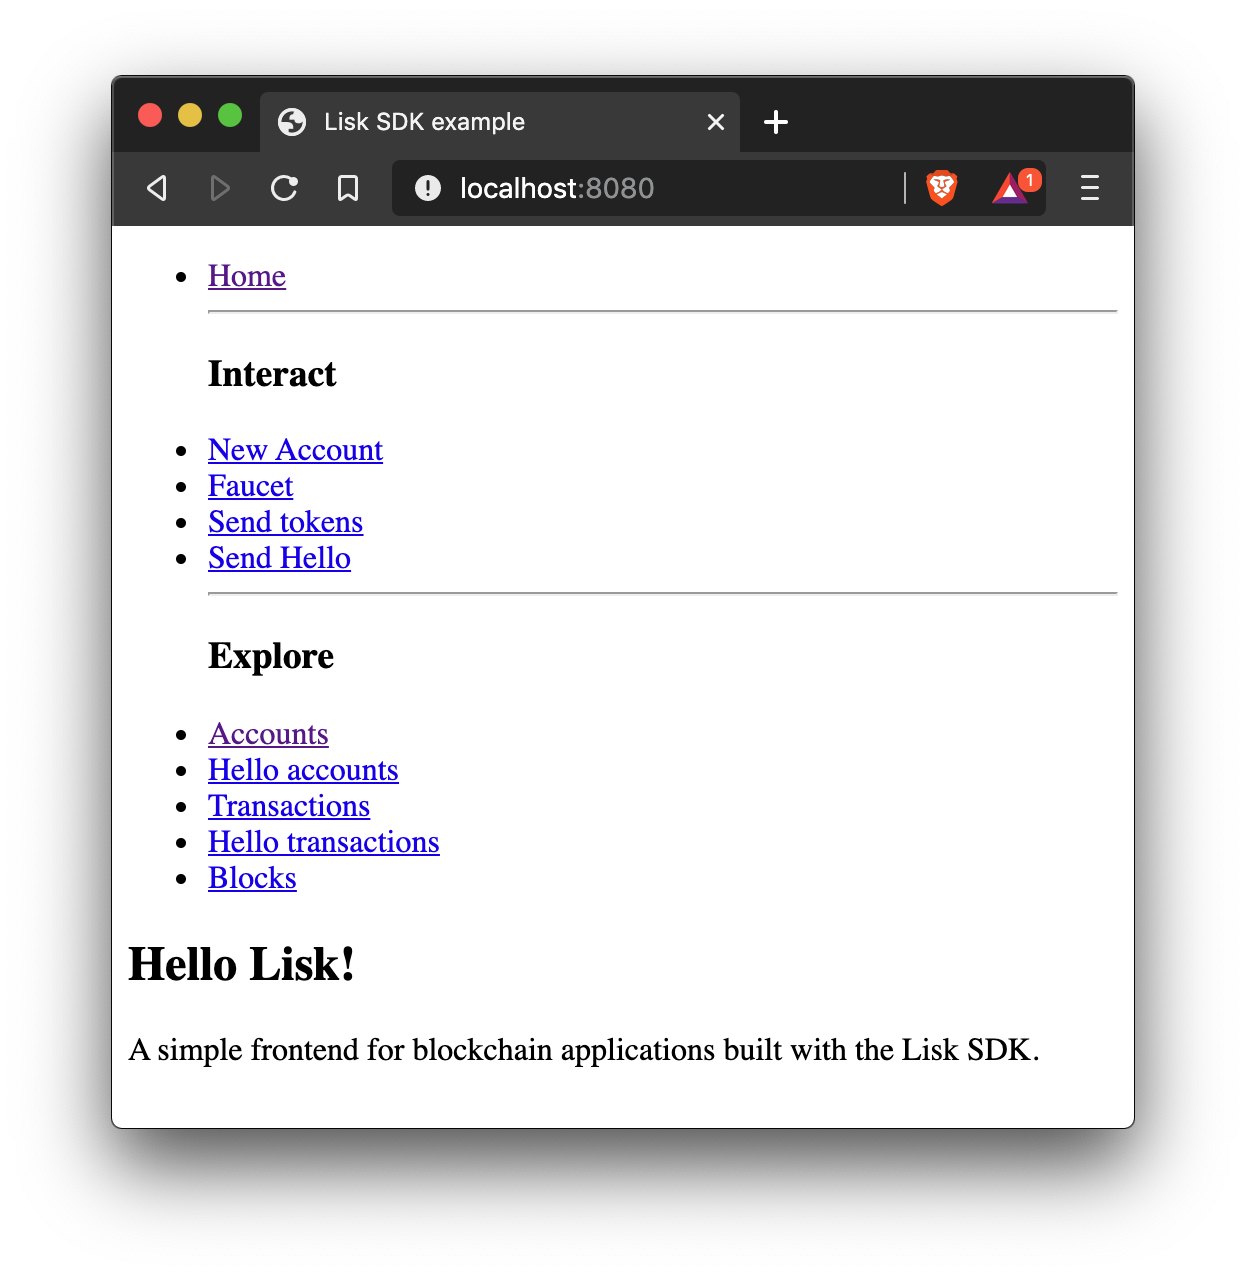 Lisk SDK example
localhost:8080
1
Home
Interact
New Account
Faucet
Send tokens
Send Hello
Explore
Accounts
Hello accounts
Transactions
Hello transactions
Blocks
Hello Lisk!
A simple frontend for blockchain applications built with the Lisk SDK.